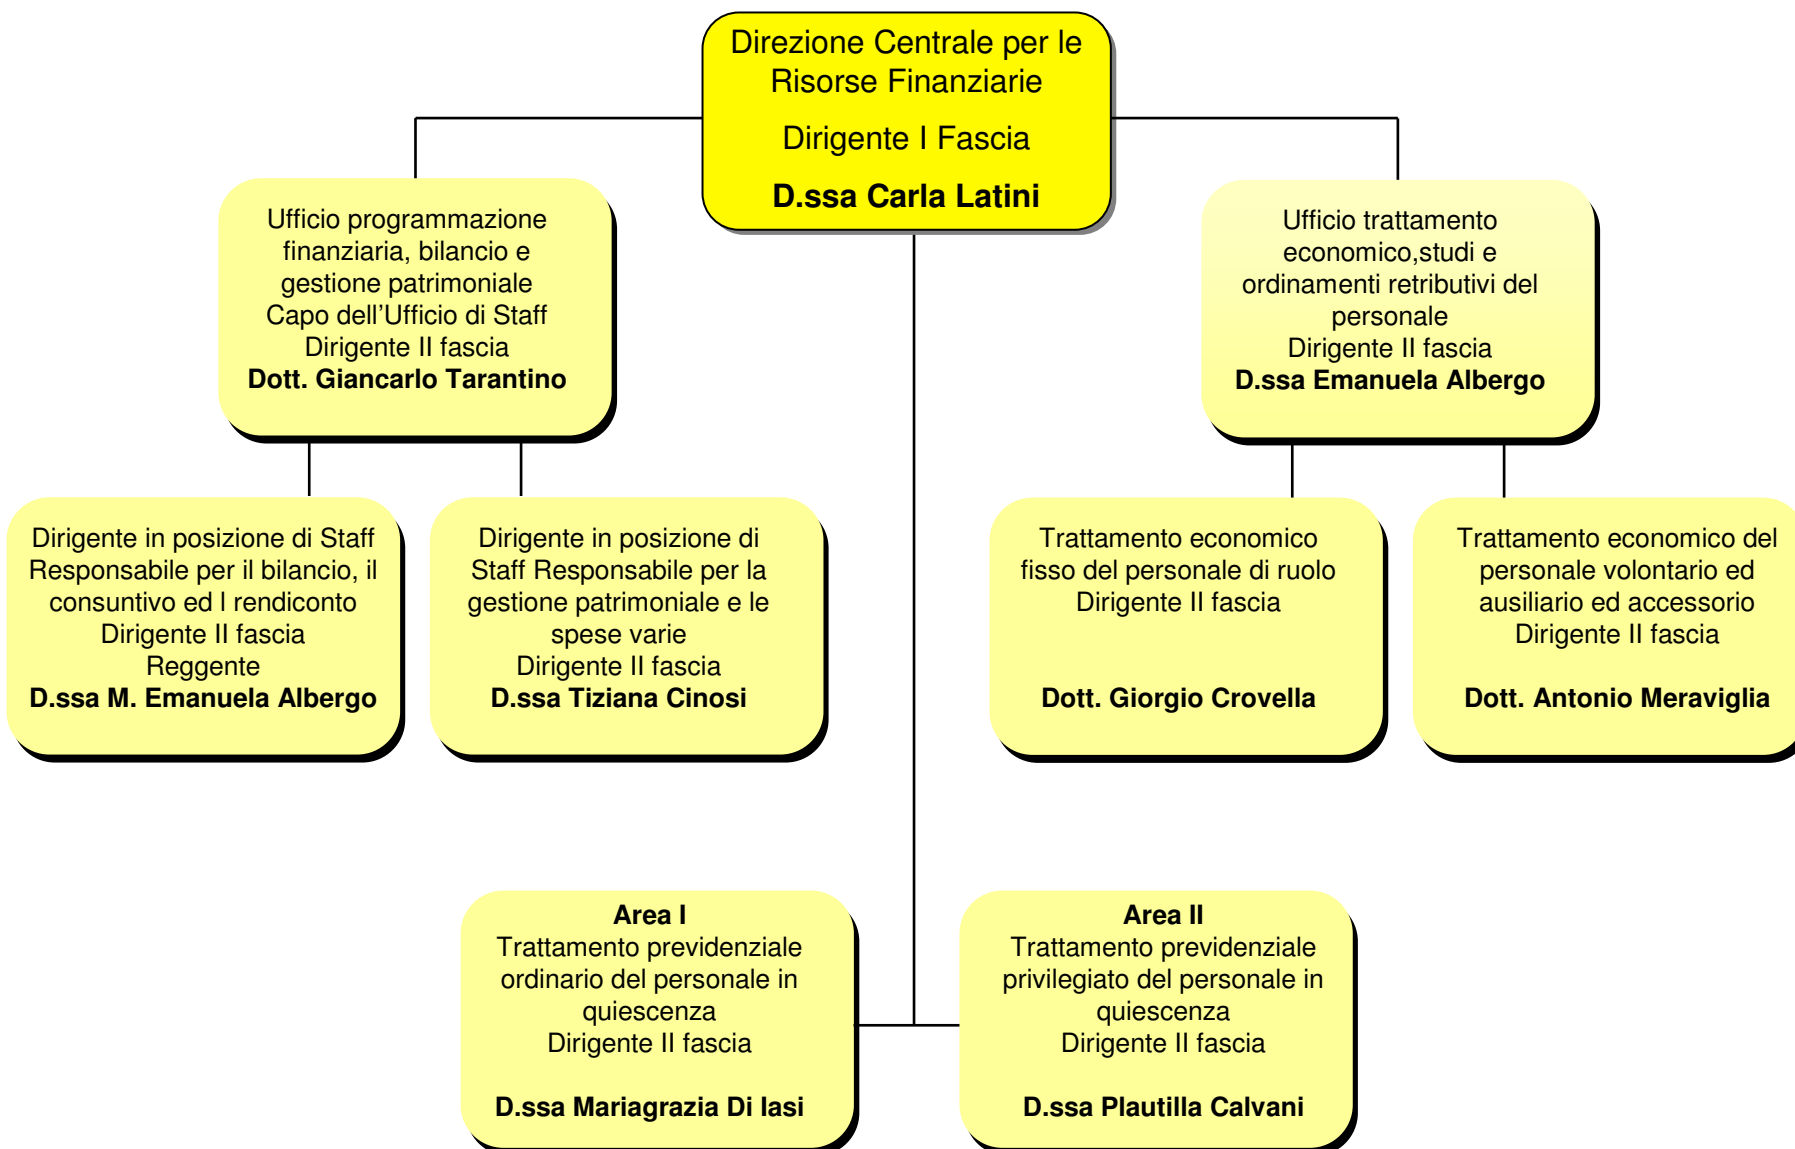 Direzione Centrale per le
Risorse Finanziarie
Dirigente I Fascia
D.ssa Carla Latini
Ufficio programmazione
finanziaria, bilancio e
gestione patrimoniale
Capo dell’Ufficio di Staff
Dirigente II fascia
Dott. Giancarlo Tarantino
Ufficio trattamento
economico,studi e
ordinamenti retributivi del
personale
Dirigente II fascia
D.ssa Emanuela Albergo
Dirigente in posizione di Staff
Responsabile per il bilancio, il
consuntivo ed l rendiconto
Dirigente II fascia
Reggente
D.ssa M. Emanuela Albergo
Dirigente in posizione di
Staff Responsabile per la
gestione patrimoniale e le
spese varie
Dirigente II fascia
D.ssa Tiziana Cinosi
Trattamento economico
fisso del personale di ruolo
Dirigente II fascia
Dott. Giorgio Crovella
Trattamento economico del
personale volontario ed
ausiliario ed accessorio
Dirigente II fascia
Dott. Antonio Meraviglia
Area I
Trattamento previdenziale
ordinario del personale in
quiescenza
Dirigente II fascia
D.ssa Mariagrazia Di Iasi
Area II
Trattamento previdenziale
privilegiato del personale in
quiescenza
Dirigente II fascia
D.ssa Plautilla Calvani